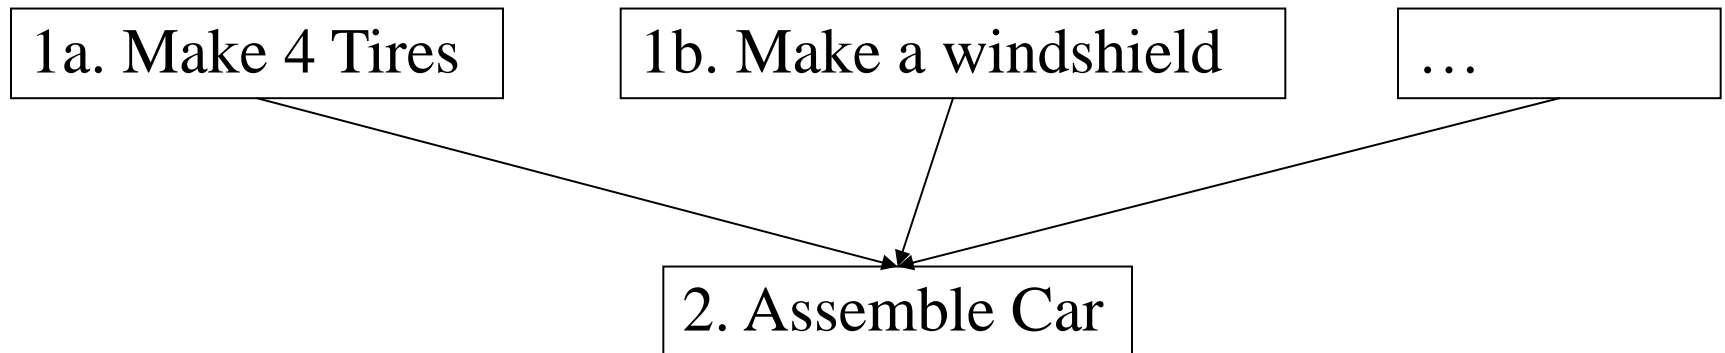 1a. Make 4 Tires
1b. Make a windshield
…
2. Assemble Car